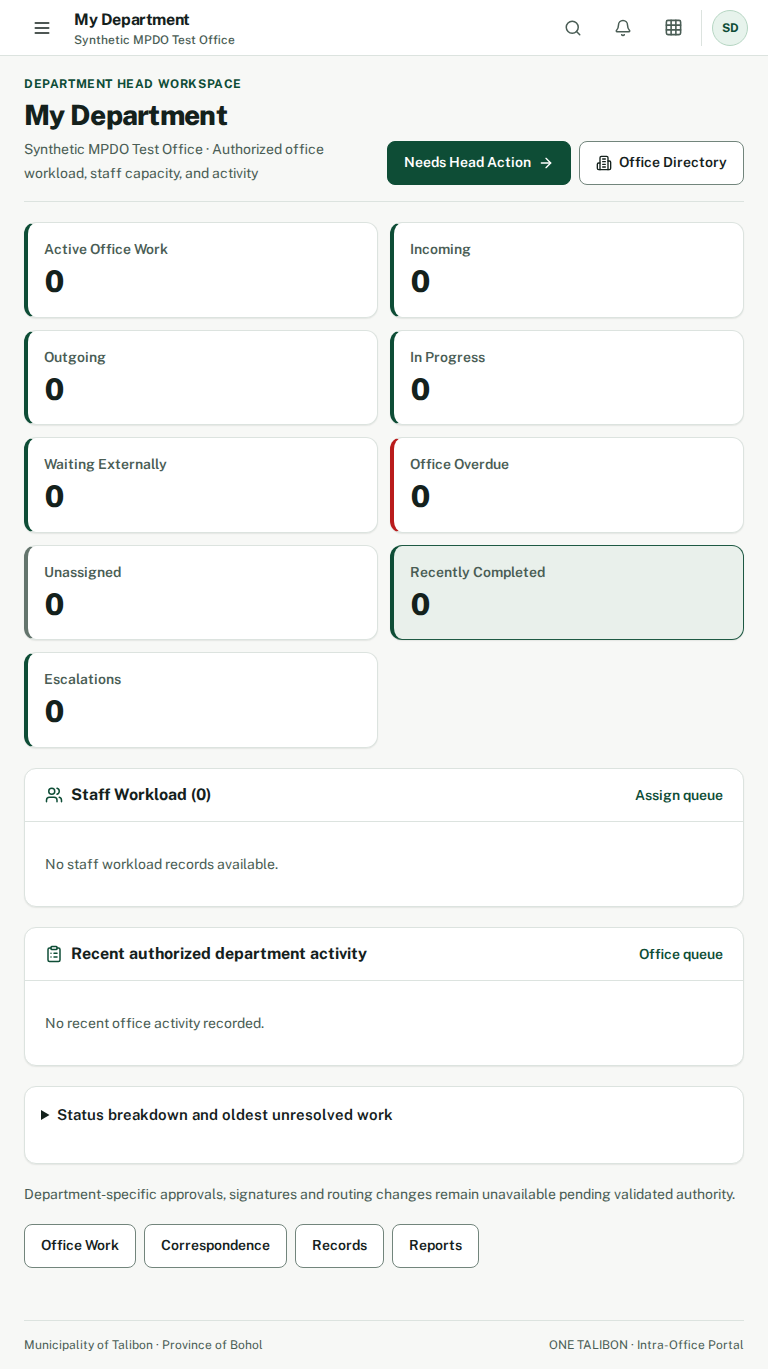 My Department
Synthetic MPDO Test Office
SD
DEPARTMENT HEAD WORKSPACE
My Department
Synthetic MPDO Test Office · Authorized office
workload, staff capacity, and activity
Needs Head Action
Office Directory
Active Office Work
0
Incoming
0
Outgoing
0
In Progress
0
Waiting Externally
0
Office Overdue
0
Unassigned
0
Recently Completed
0
Escalations
0
Staff Workload (0)
Assign queue
No staff workload records available.
Recent authorized department activity
Office queue
No recent office activity recorded.
Status breakdown and oldest unresolved work
Department-specific approvals, signatures and routing changes remain unavailable pending validated authority.
Office Work
Correspondence
Records
Reports
Municipality of Talibon · Province of Bohol
ONE TALIBON · Intra-Office Portal